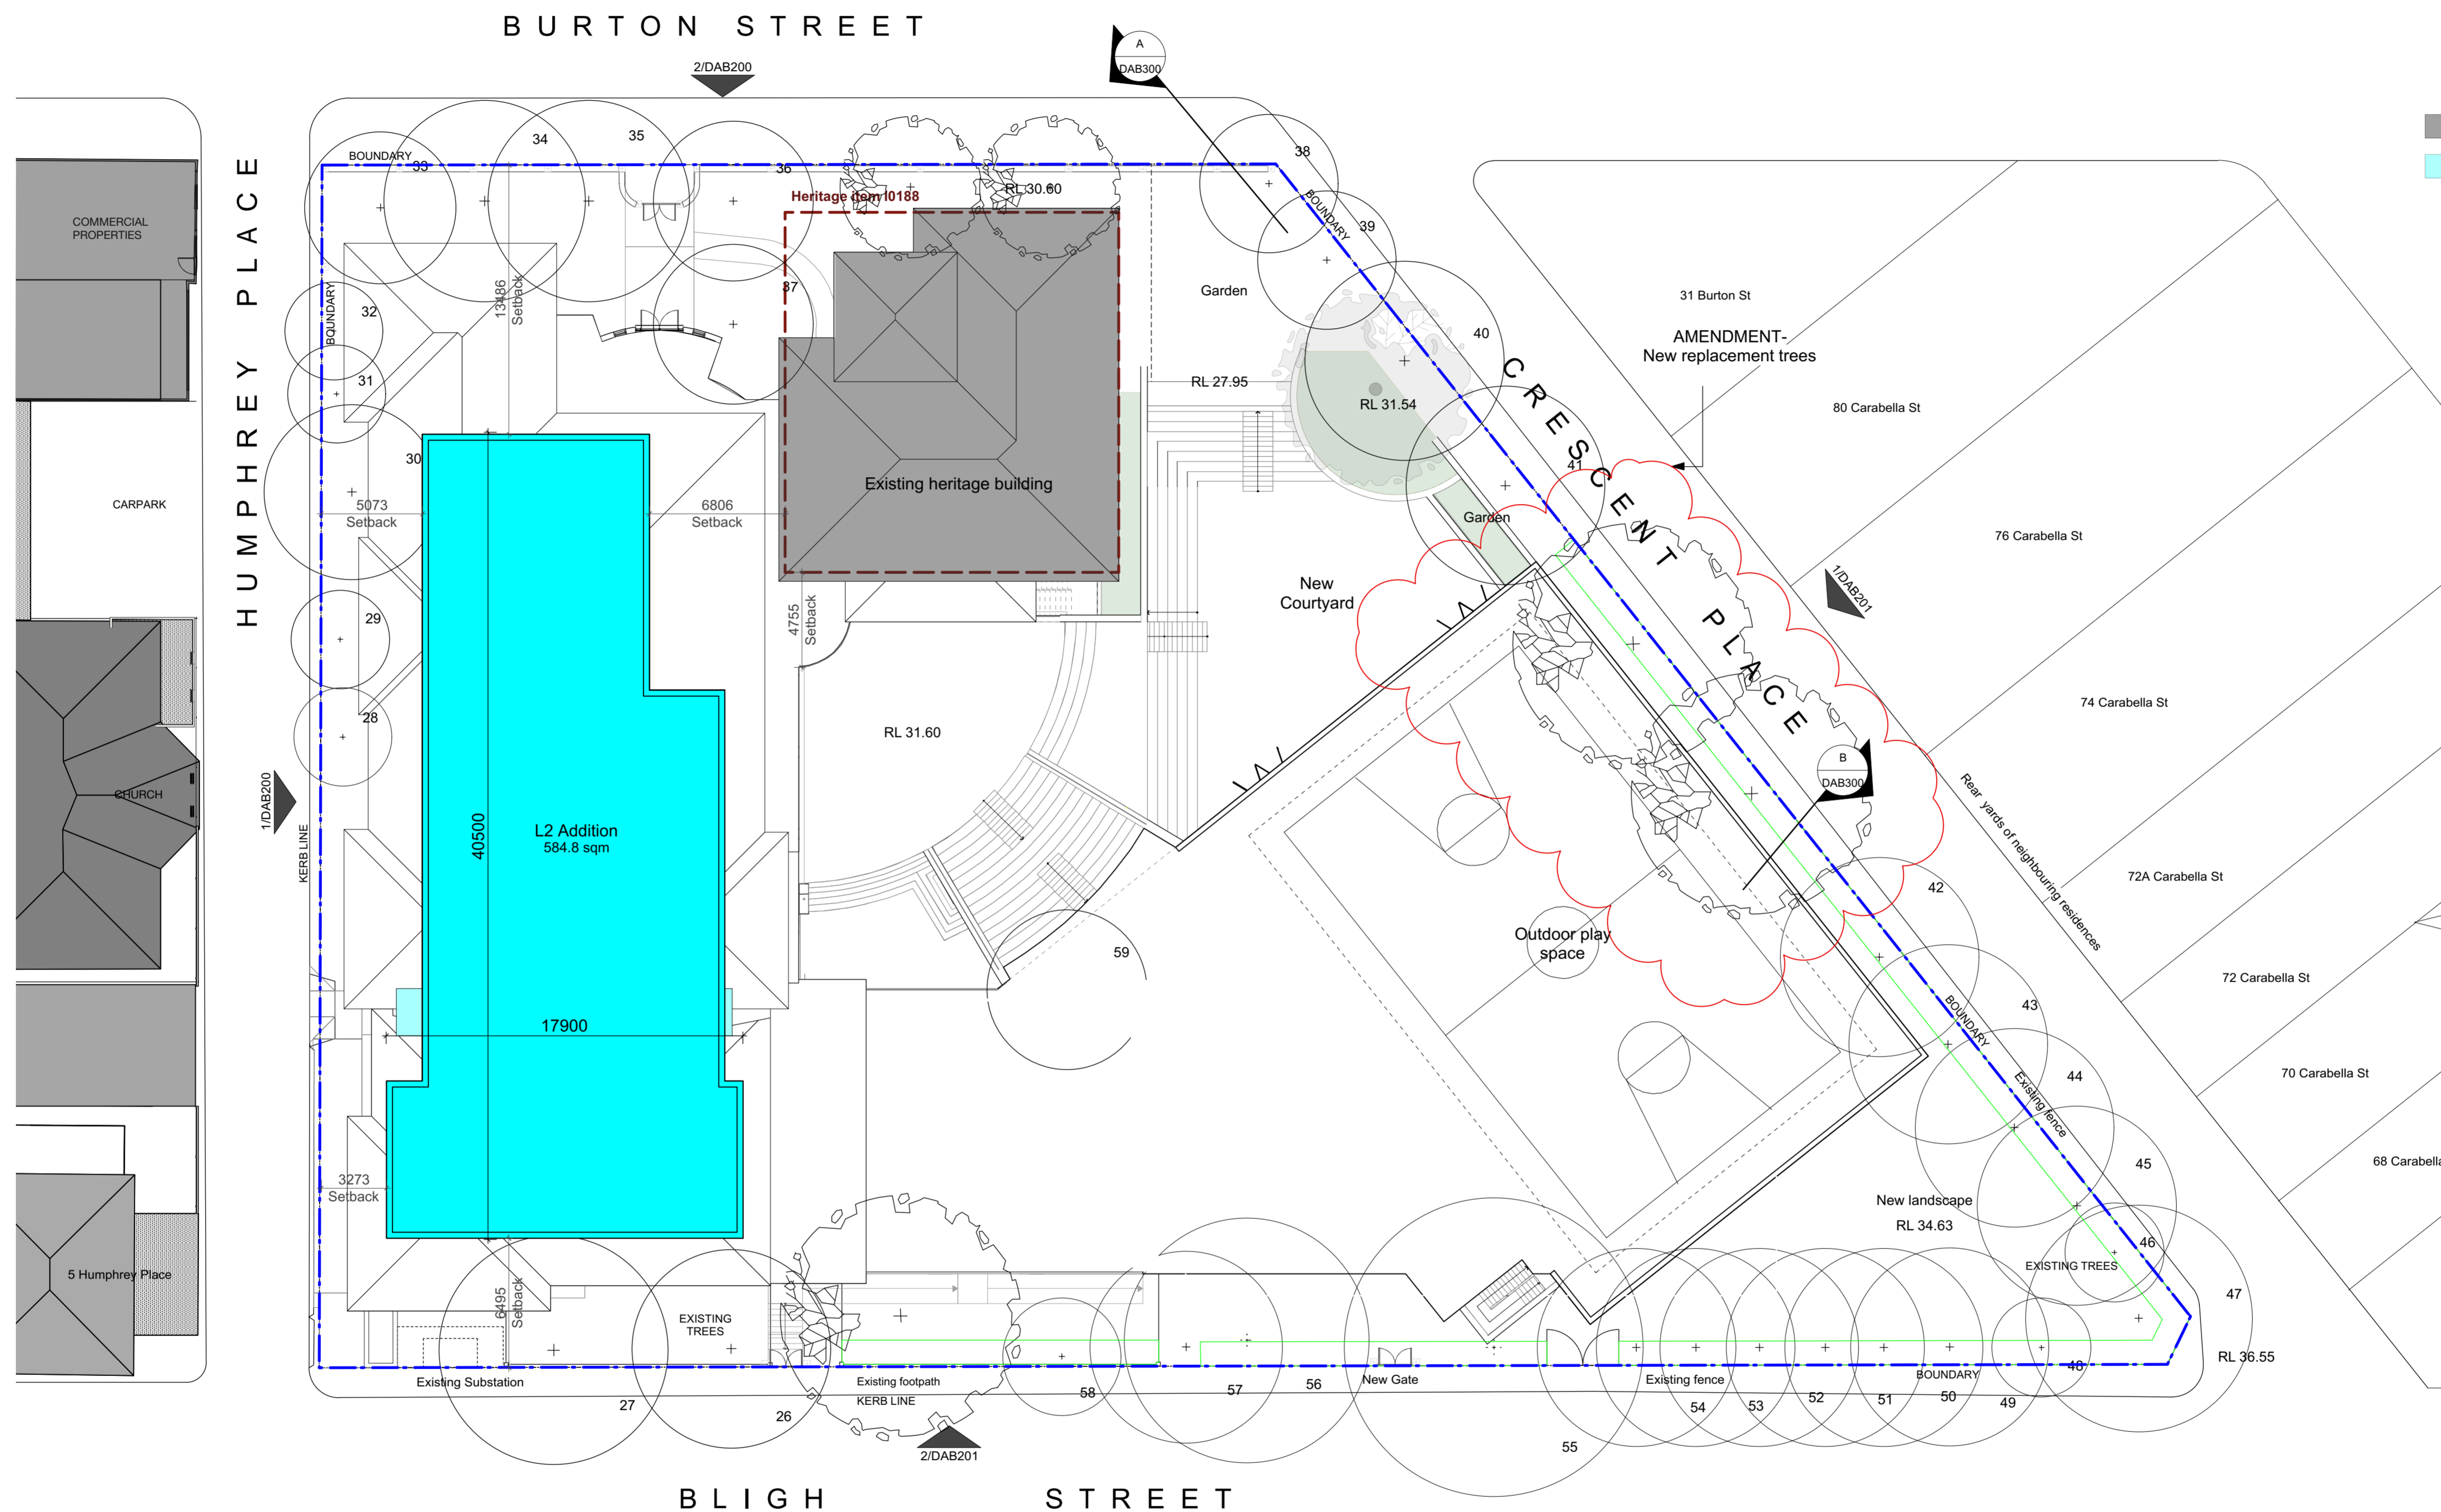 BURTON STREET
2/DAB200
A
DAB300
HUMPHREY PLACE
COMMERCIAL
PROPERTIES
BOUNDARY
33
34
35
36
Heritage item I0188
RL 30.60
38
BOUNDARY
39
Garden
37
13486
Setback
BOUNDARY
32
31
31 Burton St
AMENDMENT-
New replacement trees
40
CRESCENT PLACE
RL 27.95
RL 31.54
80 Carabella St
30
41
Existing heritage building
CARPARK
5073
Setback
6806
Setback
Garden
76 Carabella St
New
Courtyard
1/DAB201
29
4755
Setback
28
RL 31.60
74 Carabella St
B
DAB300
CHURCH
1/DAB200
KERB LINE
40500
L2 Addition
584.8 sqm
Rear yards of neighbouring residences
72A Carabella St
42
59
Outdoor play
space
72 Carabella St
43
BOUNDARY
17900
44
Existing fence
70 Carabella St
45
68 Carabella
3273
Setback
New landscape
RL 34.63
46
EXISTING TREES
5 Humphrey Place
6495
Setback
47
EXISTING
TREES
RL 36.55
48
BOUNDARY
Existing Substation
Existing footpath
KERB LINE
58
57
56
New Gate
Existing fence
27
26
55
54
53
52
51
50
49
2/DAB201
BLIGH STREET